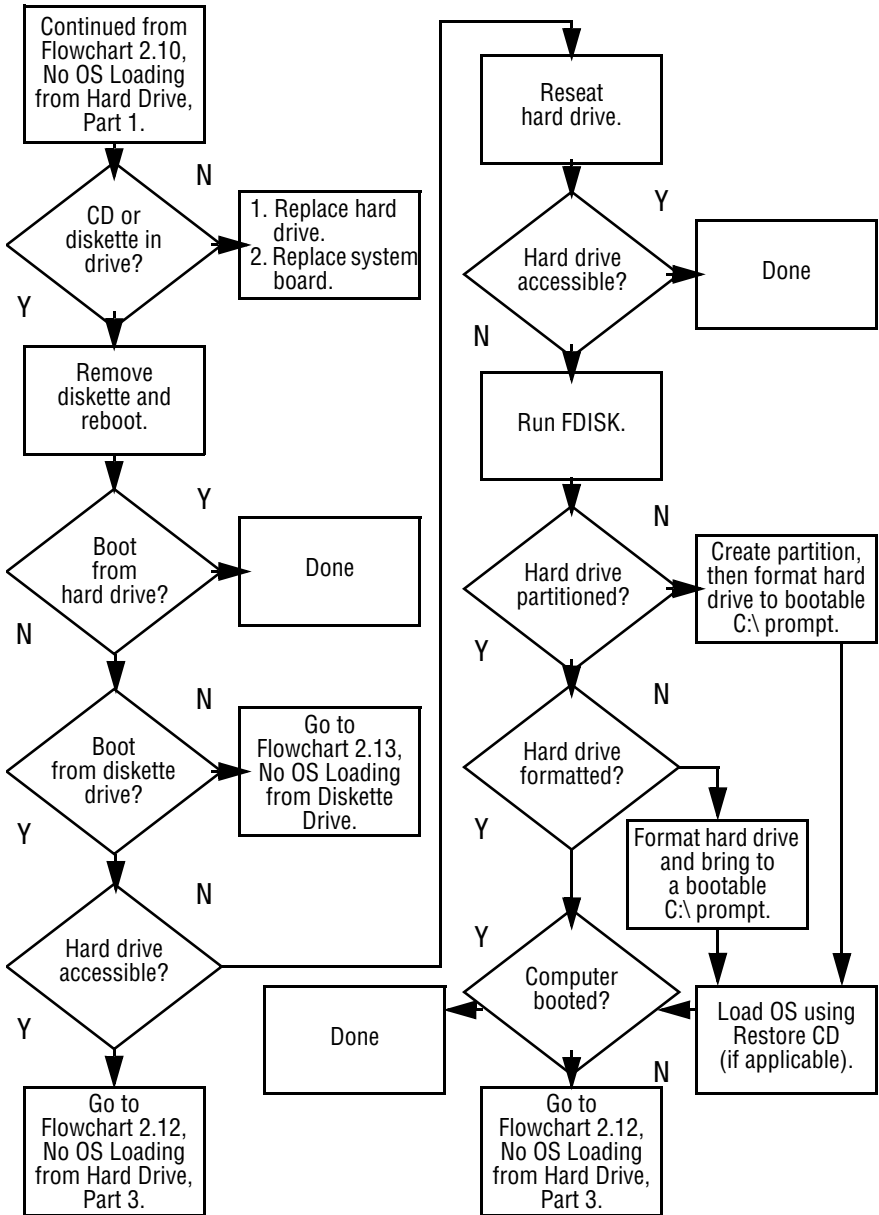 Continued from
Flowchart 2.10,
No OS Loading
from Hard Drive,
Part 1.
N
CD or
diskette in
drive?
1. Replace hard
drive.
2. Replace system
board.
Y
Remove
diskette and
reboot.
Y
Boot
from
hard drive?
Done
N
N
Boot
from diskette
drive?
Go to
Flowchart 2.13,
No OS Loading
from Diskette
Drive.
Y
N
Hard drive
accessible?
Y
Go to
Flowchart 2.12,
No OS Loading
from Hard Drive,
Part 3.
Reseat
hard drive.
Y
Hard drive
accessible?
Done
N
Run FDISK.
N
Hard drive
partitioned?
Create partition,
then format hard
drive to bootable
C:\ prompt.
Y
N
Hard drive
formatted?
Y
Format hard drive
and bring to
a bootable
C:\ prompt.
Y
Computer
booted?
Done
Load OS using
Restore CD
(if applicable).
N
Go to
Flowchart 2.12,
No OS Loading
from Hard Drive,
Part 3.